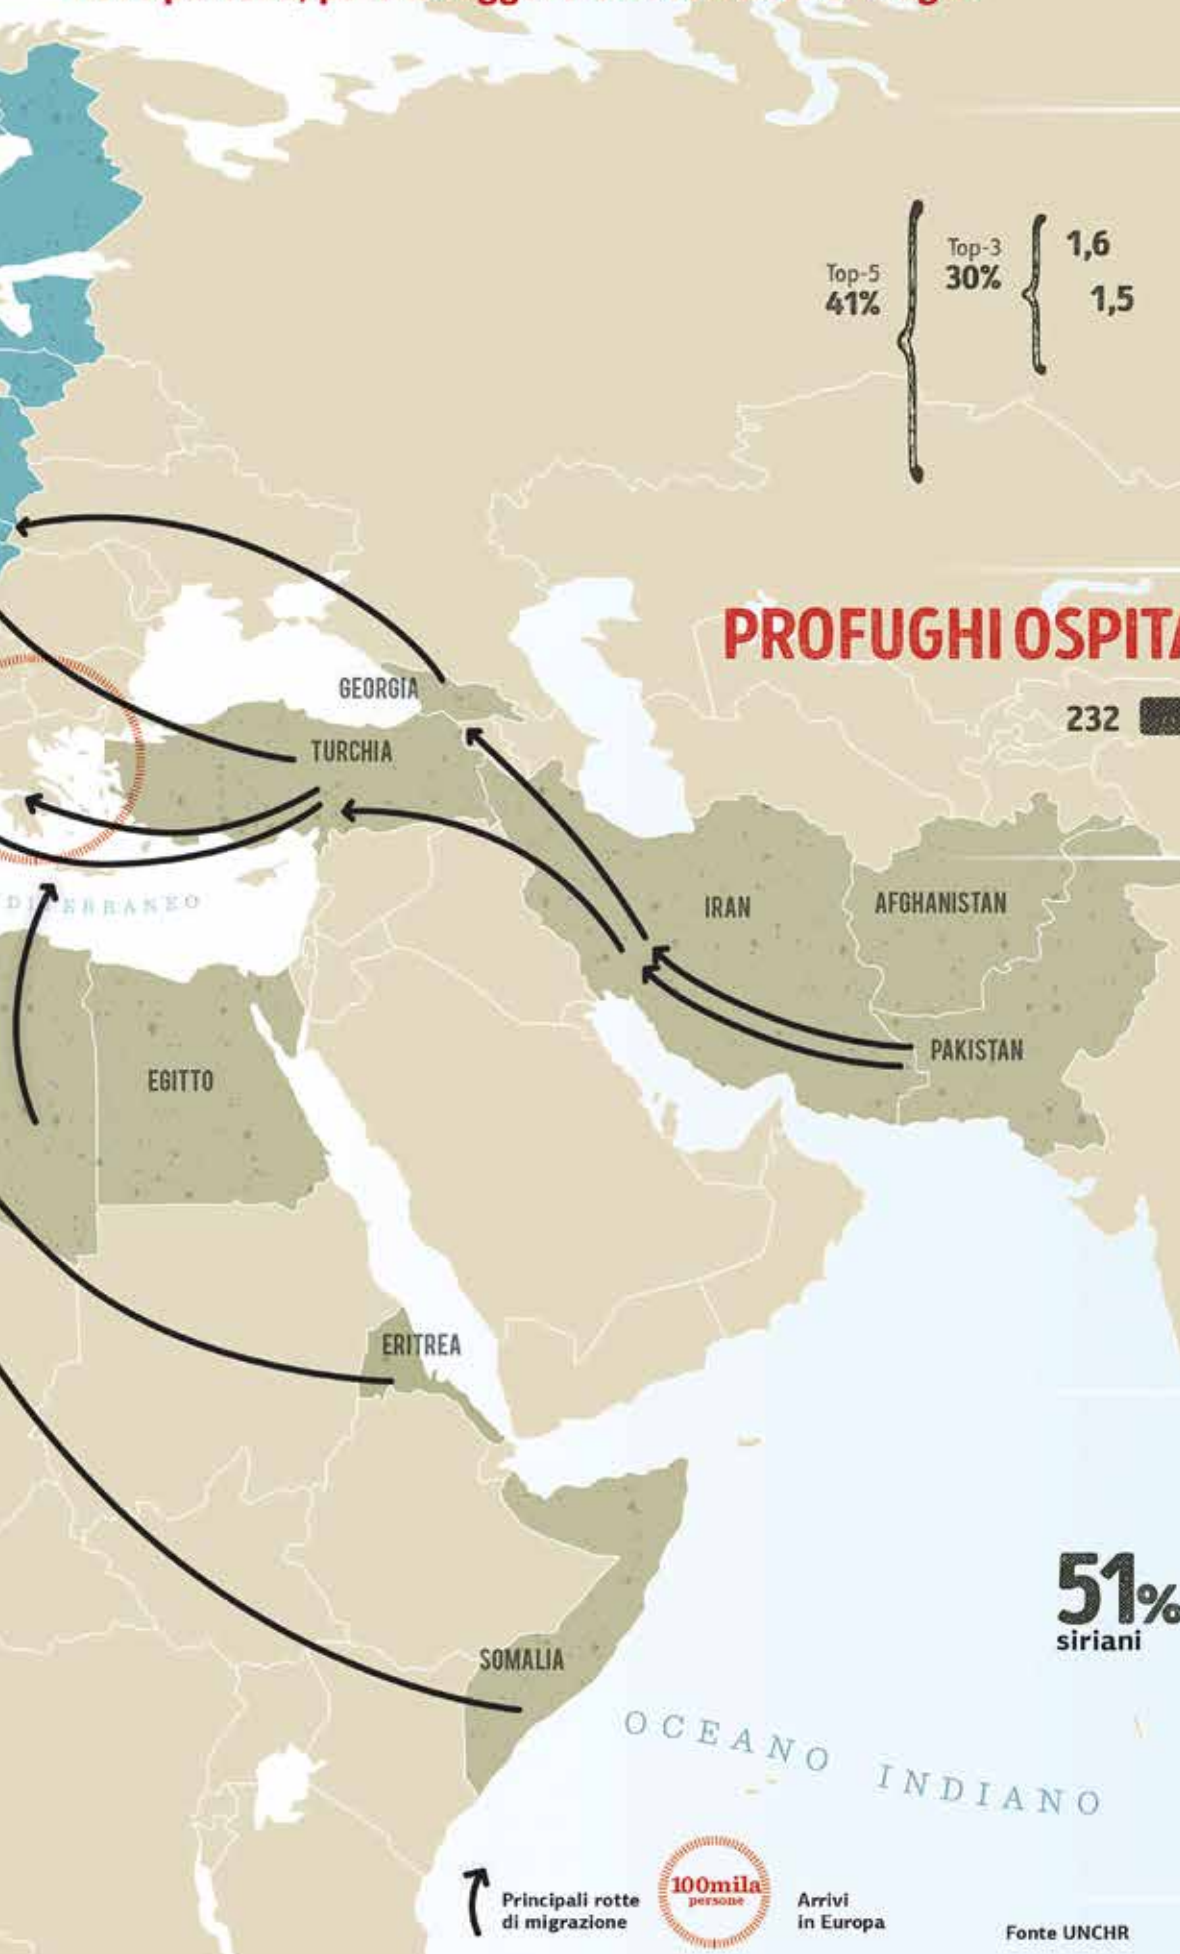 Top-5
41%
Top-3
30%
1,6
1,5
PROFUGHI
232
GEORGIA
TURCHIA
IRAN
AFGHANISTAN
PAKISTAN
EGITTO
ERITREA
SOMALIA
51%
siriani
OCEANO INDIANO
Principali rotte
di migrazione
100mila
persone
Arrivi
in Europa
Fonte UNCHR